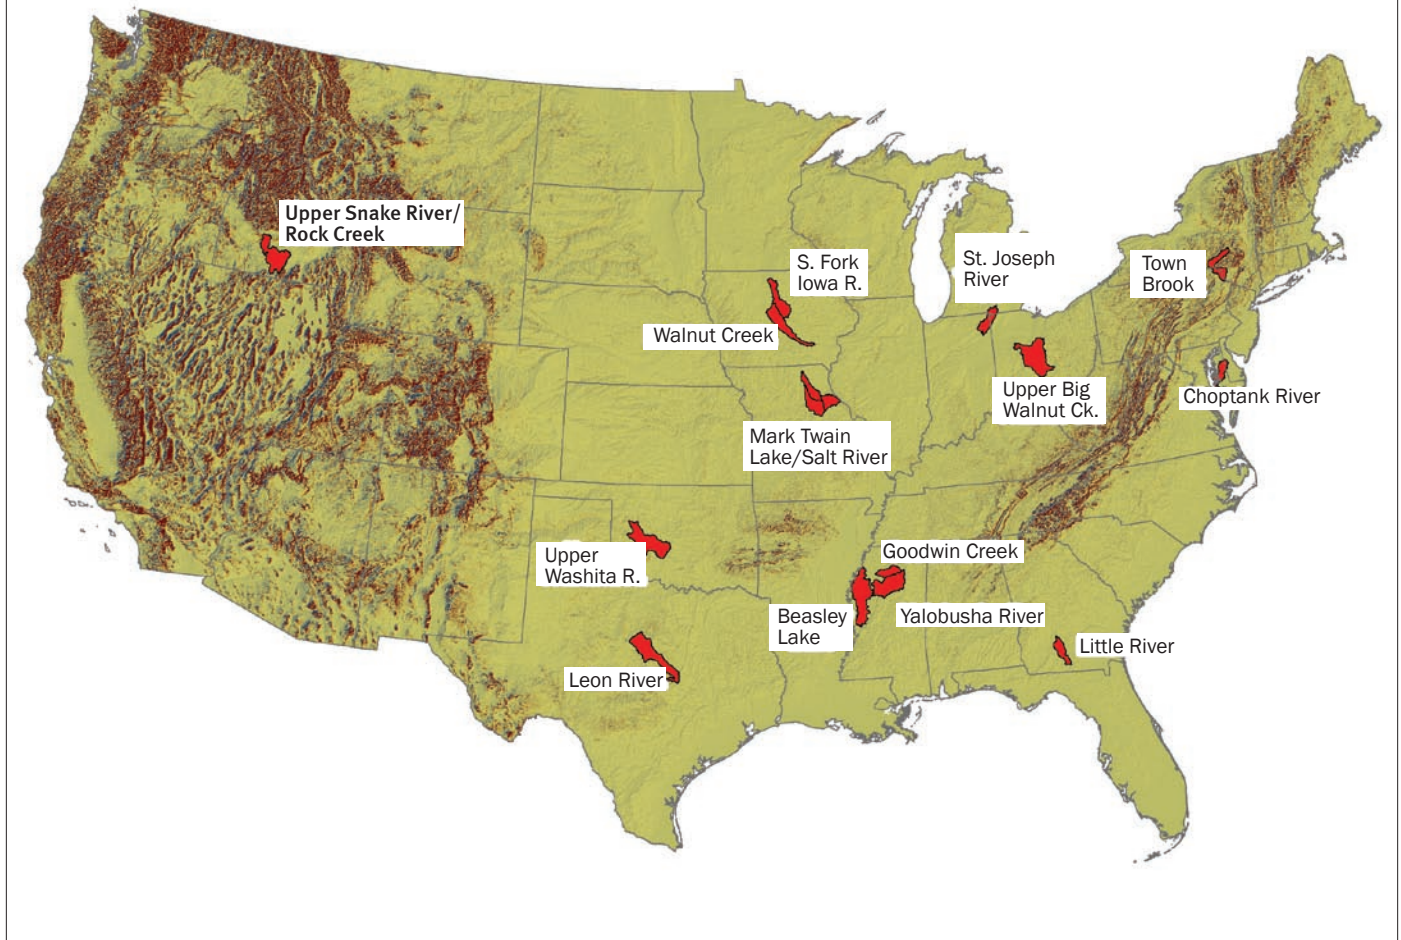 Upper Snake River/
Rock Creek
S. Fork
Iowa R.
Walnut Creek
St. Joseph
River
Town
Brook
Upper Big
Walnut Ck.
Choptank River
Mark Twain
Lake/Salt River
Upper
Washita R.
Goodwin Creek
Beasley
Lake
Yalobusha River
Little River
Leon River